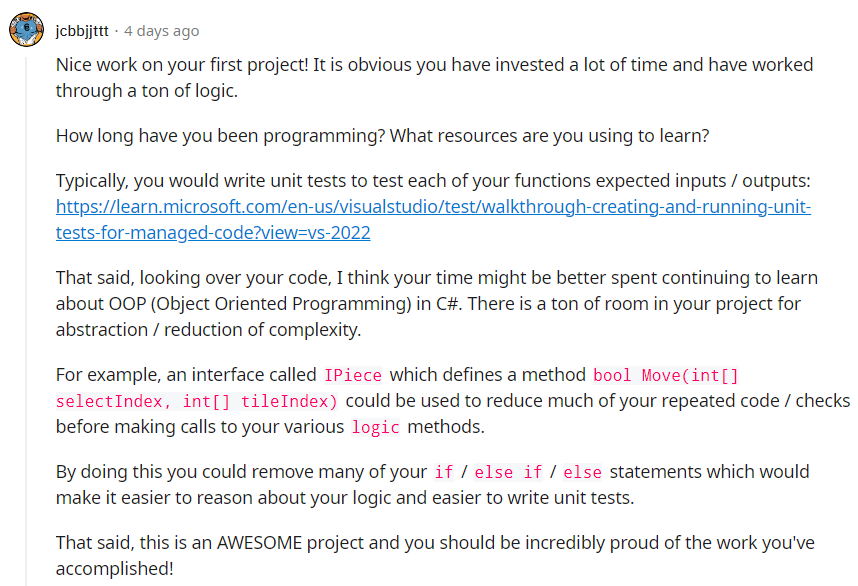 jcbbjjttt · 4 days ago
Nice work on your first project! It is obvious you have invested a lot of time and have worked
through a ton of logic.
How long have you been programming? What resources are you using to learn?
Typically, you would write unit tests to test each of your functions expected inputs / outputs:
https://learn.microsoft.com/en-us/visualstudio/test/walkthrough-creating-and-running-unit-
tests-for-managed-code?view=vs-2022
That said, looking over your code, I think your time might be better spent continuing to learn
about OOP (Object Oriented Programming) in C#. There is a ton of room in your project for
abstraction / reduction of complexity.
For example, an interface called IPiece which defines a method bool Move(int[]
selectIndex, int[] tileIndex) could be used to reduce much of your repeated code / checks
before making calls to your various logic methods.
By doing this you could remove many of your if / else if / else statements which would
make it easier to reason about your logic and easier to write unit tests.
That said, this is an AWESOME project and you should be incredibly proud of the work you've
accomplished!